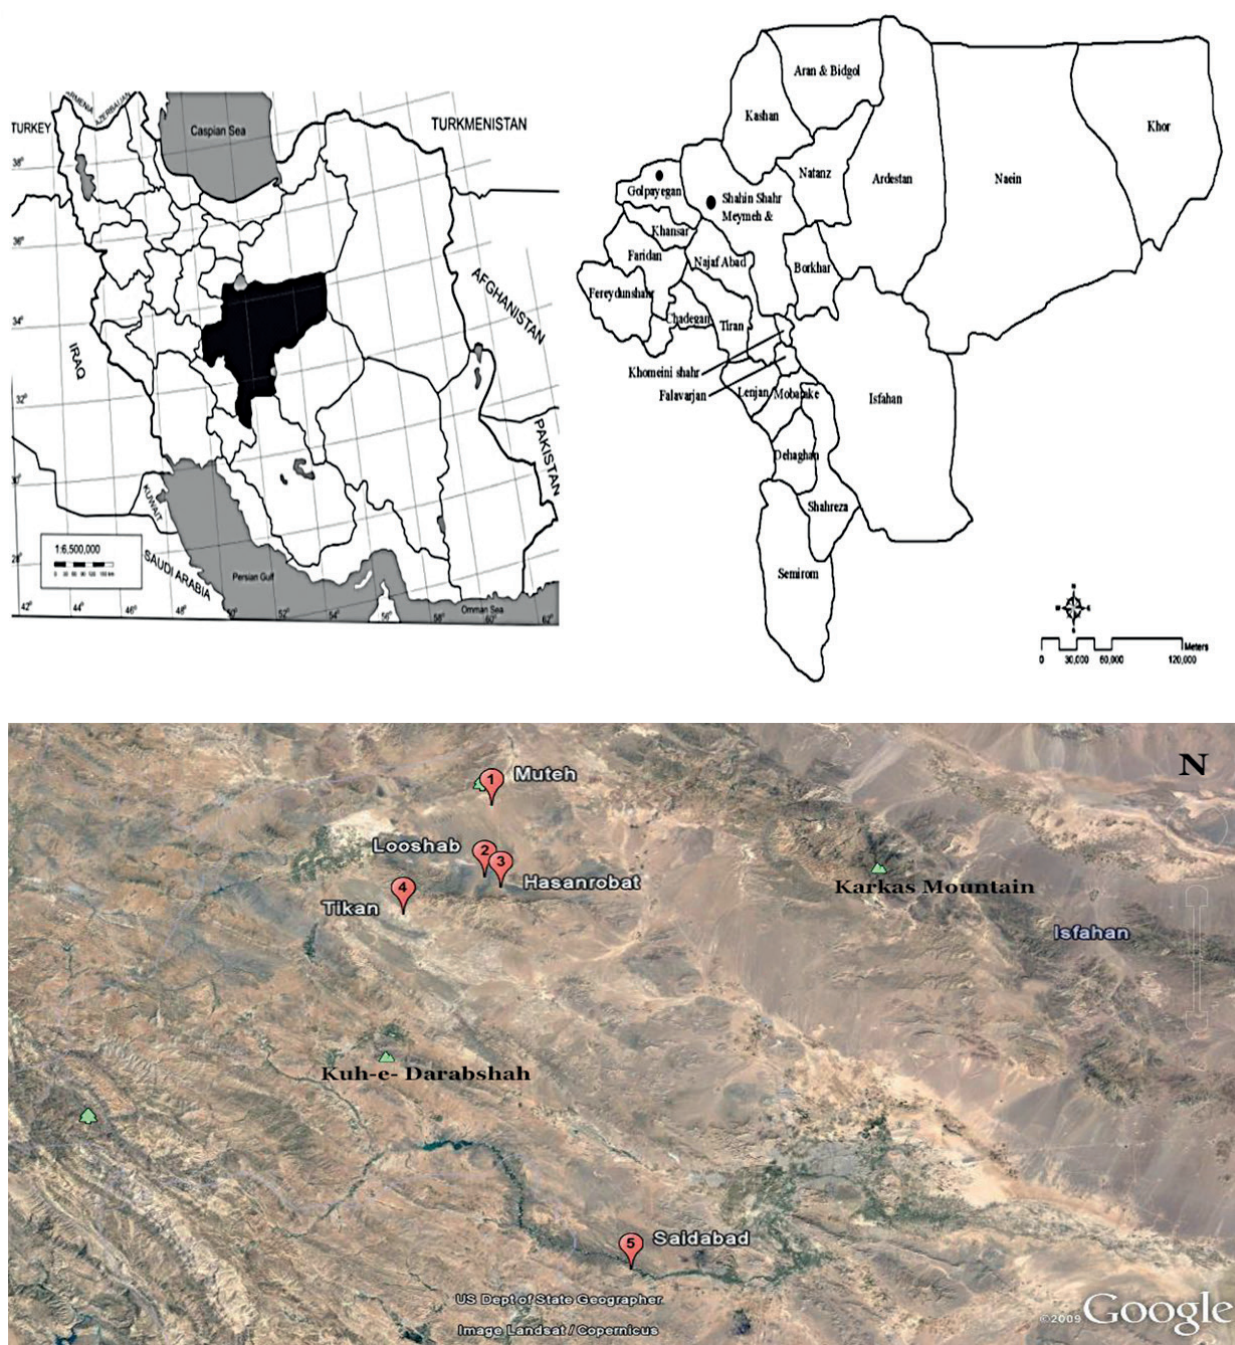 ARMENIA
AZERBAIJAN
TURKEY
Caspian Sea
TURKMENISTAN
38°
36°
34°
32°
30°
28°
AFGHANISTAN
IRAQ
PAKISTAN
KUWAIT
SAUDI ARABIA
Persian Gulf
Omman Sea
1:6,500,000
42° 44° 46° 48° 50° 52° 54° 56° 58° 60° 62°
Aran & Bidgol
Kashan
Khor
Natanz
Ardestan
Naein
Golpayegan
Shahin Shahr
Meymeh &
Khansar
Faridan
Najaf Abad
Borkhar
Fereydunshahr
Chadegan
Tiran
Khomeini shahr
Falavarjan
Lenjan
Mobarake
Isfahan
Dehaghan
Shahreza
Semirom
N
Meters
0 30,000 60,000 120,000
N
1 Muteh
Looshab 2
3 Hasanrobat
4
Tikan
Karkas Mountain
Isfahan
Kuh-e- Darabshah
5 Saidabad
US Dept of State Geographer
Image Landsat / Copernicus
©2009 Google